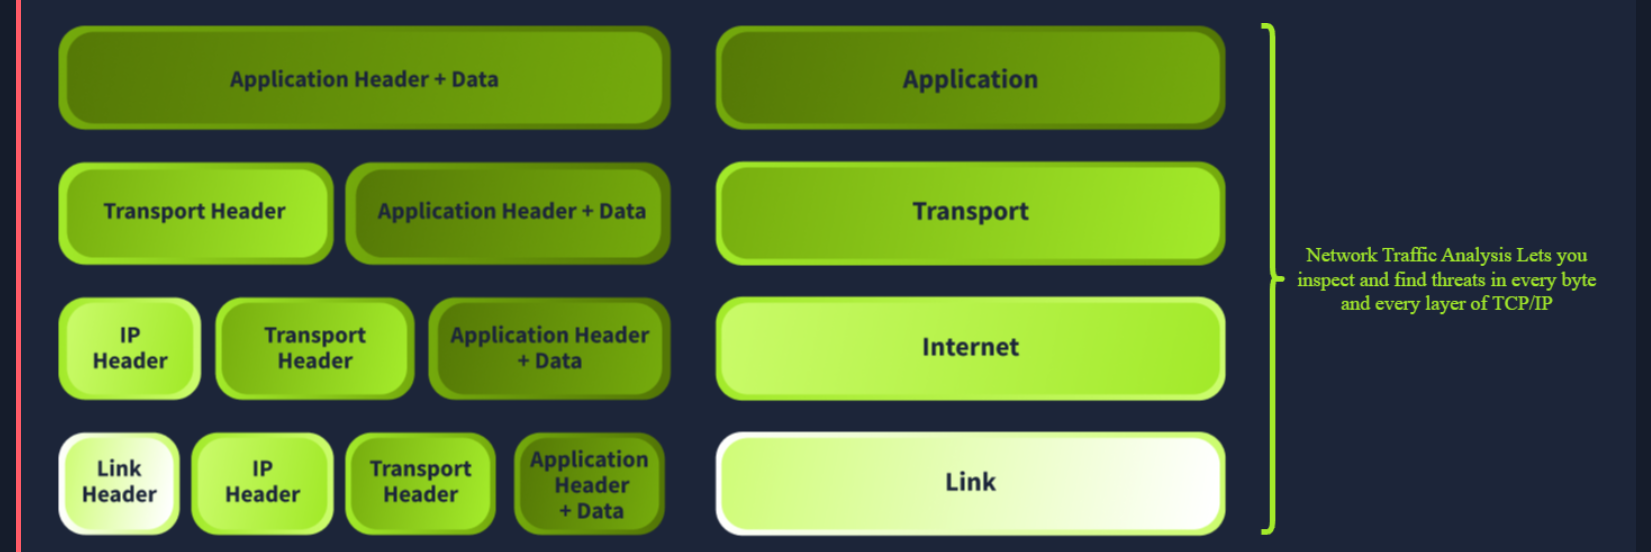 Application Header + Data
Application
Transport Header
Application Header + Data
Transport
IP
Header
Transport
Header
Application Header
+ Data
Internet
Link
Header
IP
Header
Transport
Header
Application
Header
+ Data
Link
Network Traffic Analysis Lets you
inspect and find threats in every byte
and every layer of TCP/IP